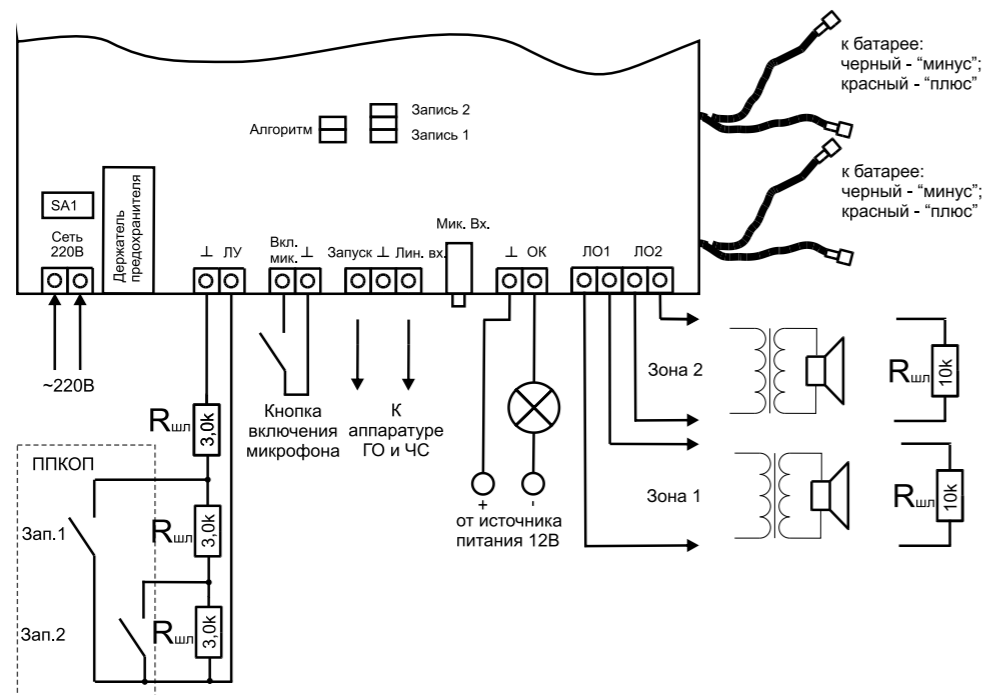 к батарее:
черный - “минус”;
красный - “плюс”
Запись 2
Алгоритм
Запись 1
к батарее:
черный - “минус”;
красный - “плюс”
SA1
Сеть
220В
Держатель
предохранителя
⊥ ЛУ
Вкл.
мик. ⊥
Запуск ⊥ Лин. вх.
Мик. Вх.
⊥ ОК
ЛО1 ЛО2
~220В
Кнопка
включения
микрофона
К
аппаратуре
ГО и ЧС
+ -
от источника
питания 12В
Зона 2
Rшл 10k
Зона 1
Rшл 10k
Rшл 3,0k
ППКОП
Зап.1
Rшл 3,0k
Зап.2
Rшл 3,0k